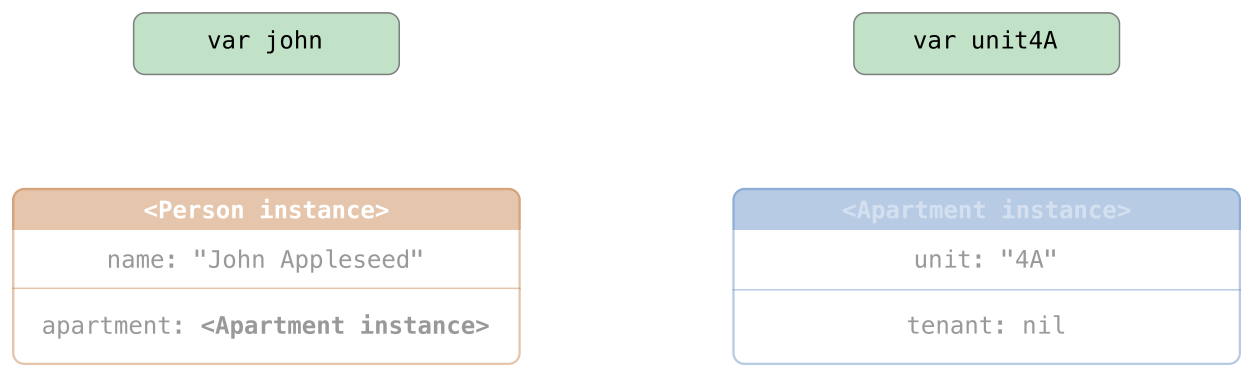 var john
var unit4A
<Person instance>
name: "John Appleseed"
apartment: <Apartment instance>
<Apartment instance>
unit: "4A"
tenant: nil